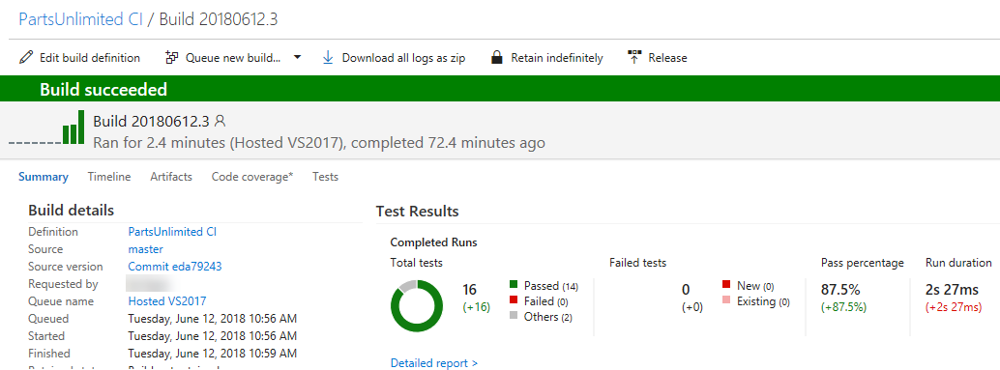 PartsUnlimited CI / Build 20180612.3
Edit build definition Queue new build... Download all logs as zip Retain indefinitely Release
Build succeeded
Build 20180612.3
Ran for 2.4 minutes (Hosted VS2017), completed 72.4 minutes ago
Summary Timeline Artifacts Code coverage* Tests
Build details
Definition PartsUnlimited CI
Source master
Source version Commit eda79243
Requested by
Queue name Hosted VS2017
Queued Tuesday, June 12, 2018 10:56 AM
Started Tuesday, June 12, 2018 10:56 AM
Finished Tuesday, June 12, 2018 10:59 AM
Test Results
Completed Runs
Total tests Failed tests Pass percentage Run duration
16 Passed (14) 0 New (0) 87.5% 2s 27ms
(+16) Failed (0) (+0) Existing (0) (+87.5%) (+2s 27ms)
Others (2)
Detailed report >